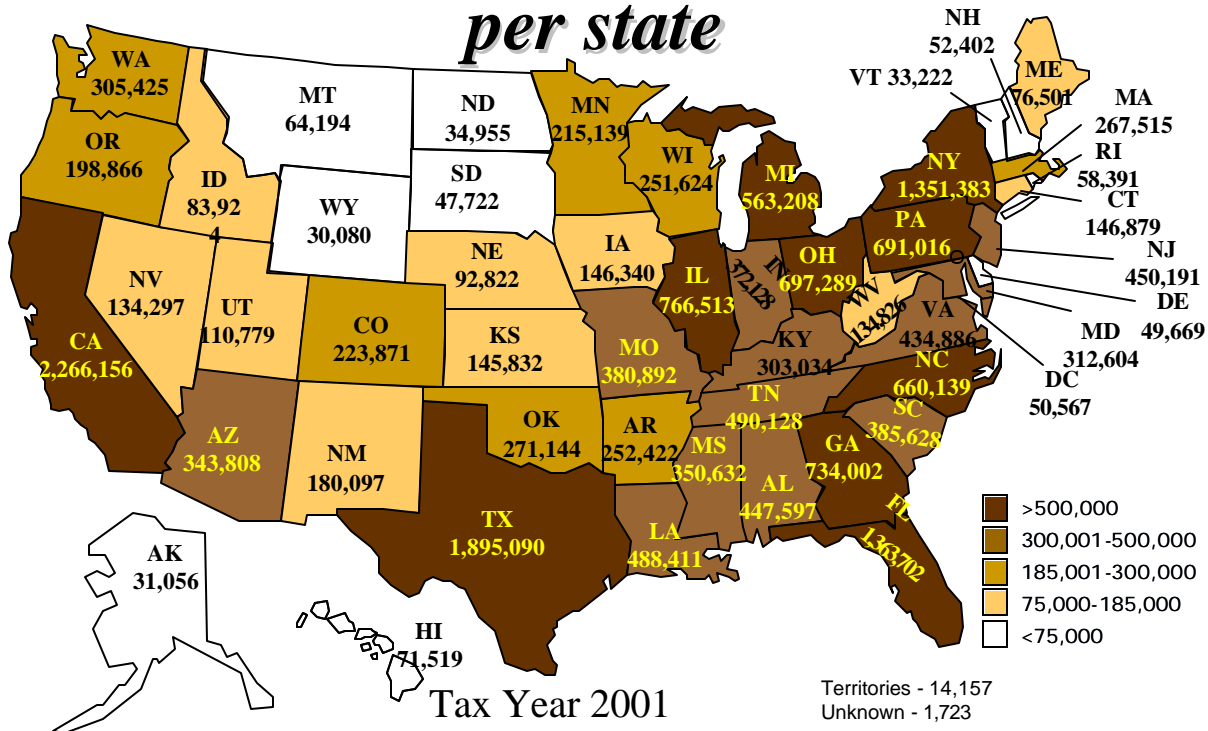 per state
WA
305,425
OR
198,866
CA
2,266,156
ID
83,92
4
NV
134,297
UT
110,779
AZ
343,808
MT
64,194
WY
30,080
CO
223,871
NM
180,097
ND
34,955
SD
47,722
NE
92,822
KS
145,832
OK
271,144
TX
1,895,090
MN
215,139
IA
146,340
MO
380,892
AR
252,422
LA
488,411
WI
251,624
IL
766,513
MI
563,208
IN
372,128
OH
697,289
KY
303,034
TN
490,128
MS
350,632
AL
447,597
GA
734,002
FL
1,363,702
SC
385,628
NC
660,139
VA
434,886
WV
134,826
PA
691,016
NY
1,351,383
VT 33,222
NH
52,402
ME
76,501
MA
267,515
RI
58,391
CT
146,879
NJ
450,191
DE
49,669
MD
312,604
DC
50,567
AK
31,056
HI
71,519
>500,000
300,001-500,000
185,001-300,000
75,000-185,000
<75,000
Tax Year 2001
Territories - 14,157
Unknown - 1,723